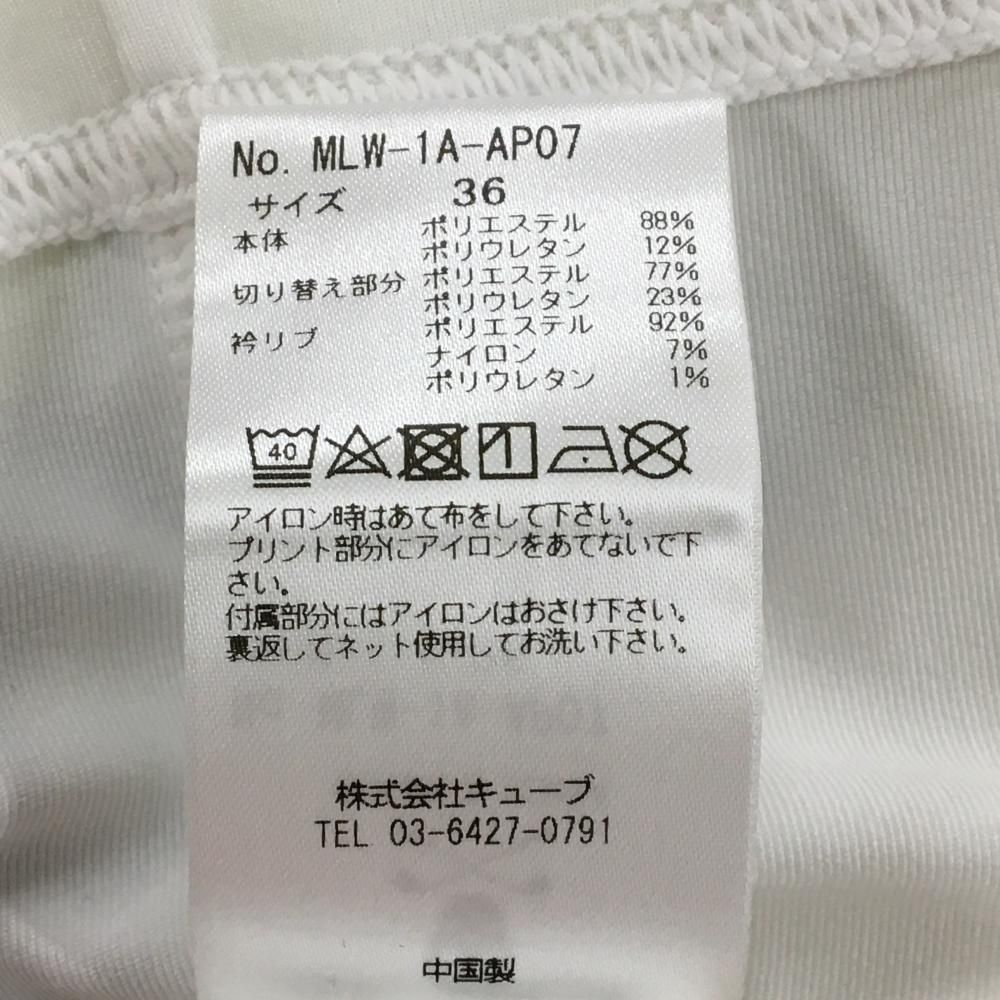 No. MLW-1A-AP07
サイズ 36
本体 ポリエステル 88%
ポリウレタン 12%
切り替え部分 ポリエステル 77%
ポリウレタン 23%
衿リブ ポリエステル 92%
ナイロン 7%
ポリウレタン 1%
40
アイロン時はあて布をして下さい。
プリント部分にアイロンをあてないで下
さい。
付属部分にはアイロンはおさけ下さい。
裏返してネット使用してお洗い下さい。
株式会社キューブ
TEL 03-6427-0791
中国製